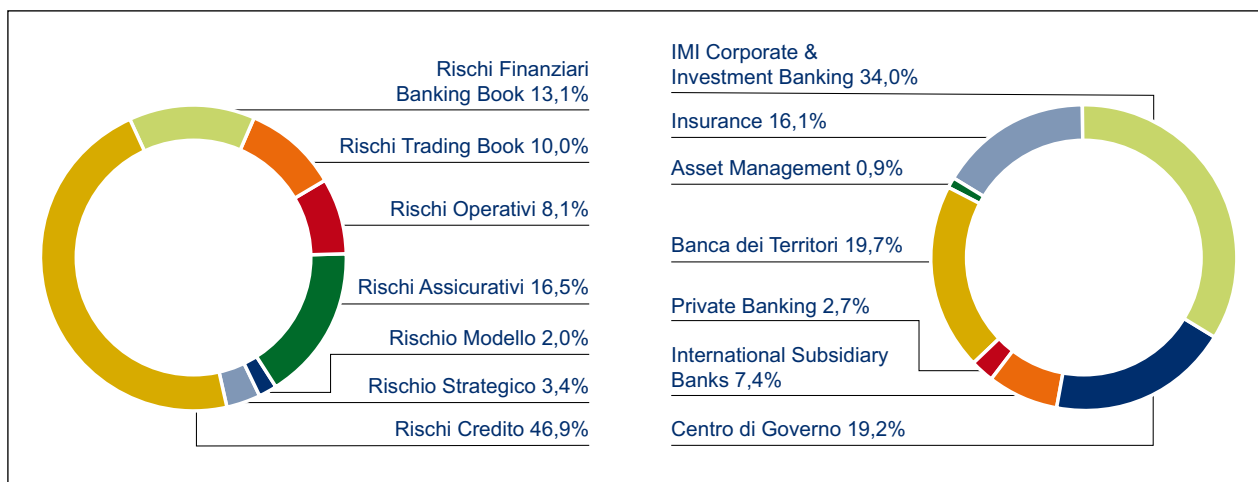 Rischi Finanziari
Banking Book 13,1%
Rischi Trading Book 10,0%
Rischi Operativi 8,1%
Rischi Assicurativi 16,5%
Rischio Modello 2,0%
Rischio Strategico 3,4%
Rischi Credito 46,9%
IMI Corporate &
Investment Banking 34,0%
Insurance 16,1%
Asset Management 0,9%
Banca dei Territori 19,7%
Private Banking 2,7%
International Subsidiary
Banks 7,4%
Centro di Governo 19,2%